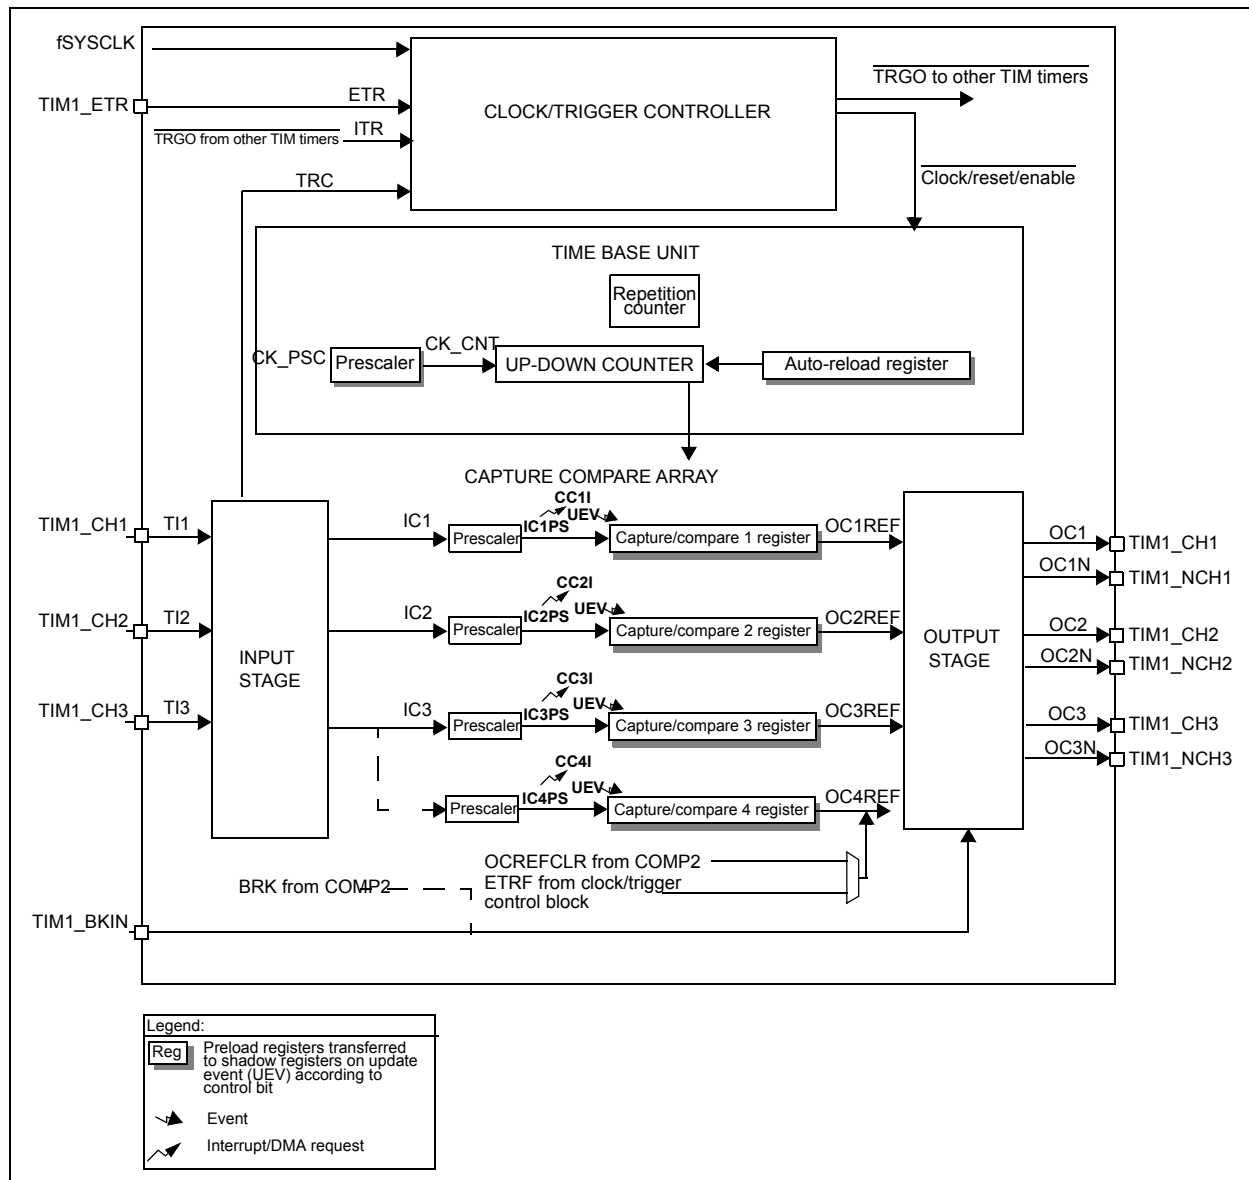 fSYSCLK
TIM1_ETR
ETR
TRGO from other TIM timers
ITR
TRC
CLOCK/TRIGGER CONTROLLER
TRGO to other TIM timers
Clock/reset/enable
TIME BASE UNIT
Repetition
counter
CK_PSC
Prescaler
CK_CNT
UP-DOWN COUNTER
Auto-reload register
CAPTURE COMPARE ARRAY
TIM1_CH1
TI1
IC1
Prescaler
CC1I
UEV
IC1PS
Capture/compare 1 register
OC1REF
OC1
TIM1_CH1
OC1N
TIM1_NCH1
TIM1_CH2
TI2
IC2
Prescaler
CC2I
UEV
IC2PS
Capture/compare 2 register
OC2REF
OC2
TIM1_CH2
OC2N
TIM1_NCH2
INPUT
STAGE
OUTPUT
STAGE
TIM1_CH3
TI3
IC3
Prescaler
CC3I
UEV
IC3PS
Capture/compare 3 register
OC3REF
OC3
TIM1_CH3
OC3N
TIM1_NCH3
Prescaler
CC4I
UEV
IC4PS
Capture/compare 4 register
OC4REF
OCREFCLR from COMP2
ETRF from clock/trigger
control block
BRK from COMP2
TIM1_BKIN
Legend:
Reg
Preload registers transferred
to shadow registers on update
event (UEV) according to
control bit
Event
Interrupt/DMA request